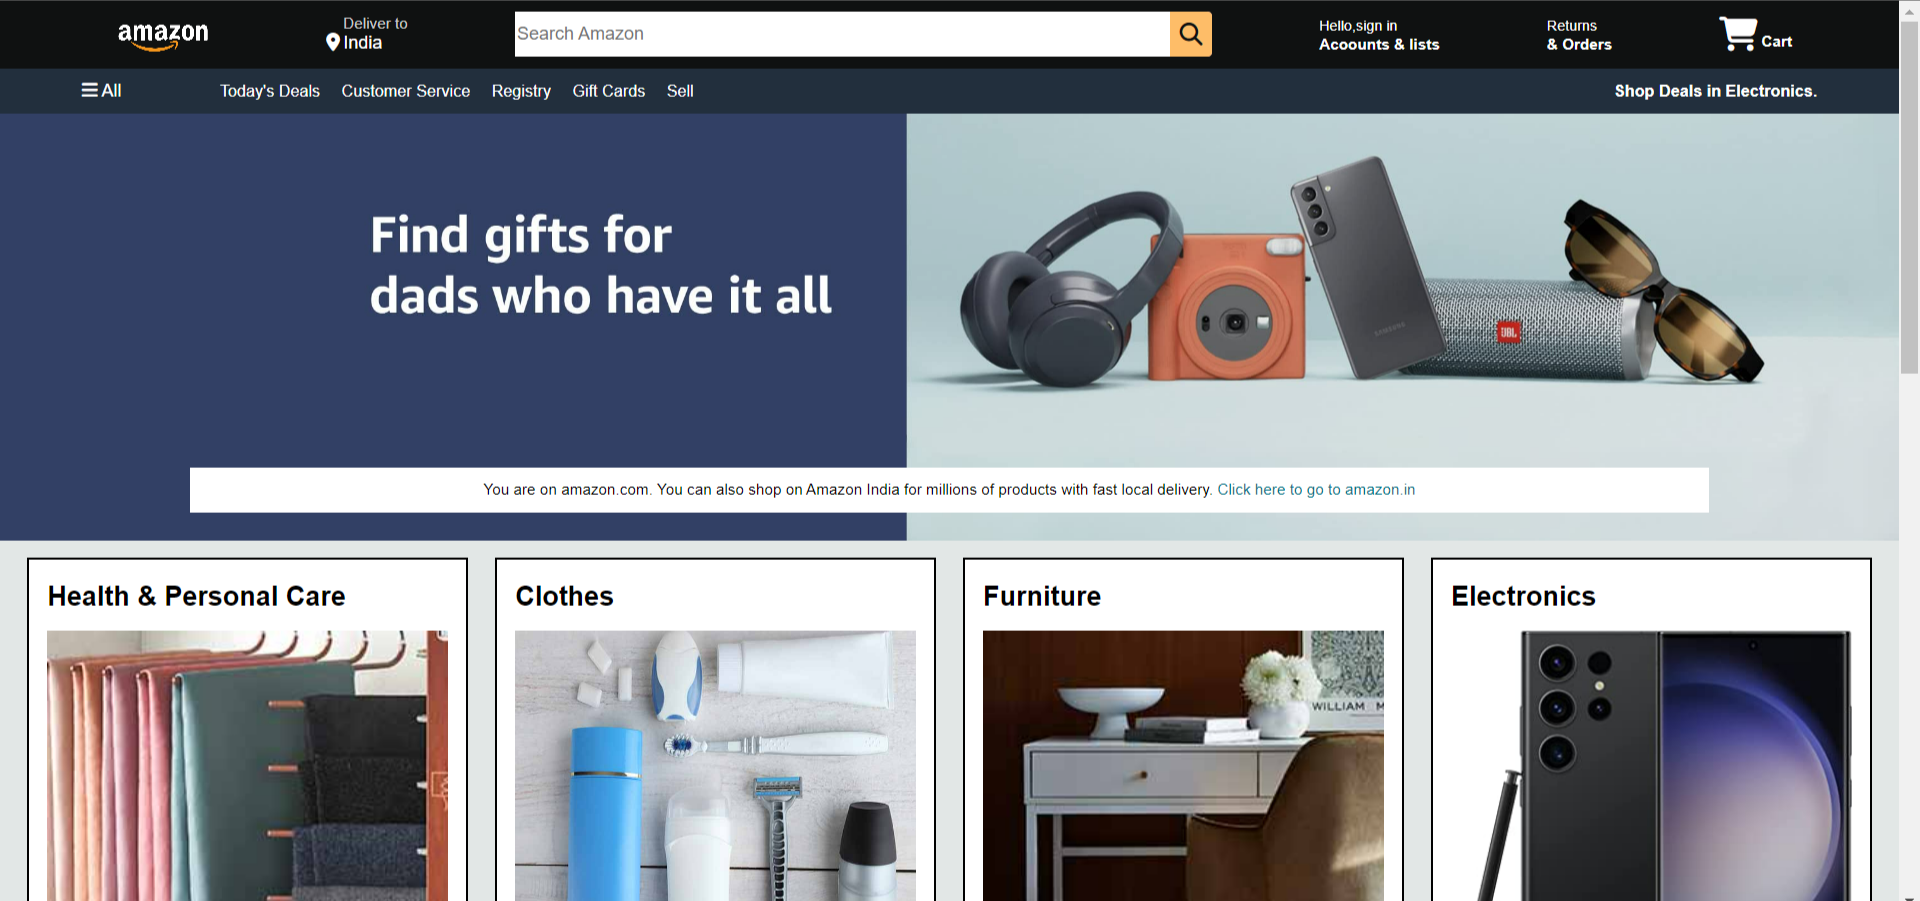 amazon
Deliver to
India
Search Amazon
Hello,sign in
Acoounts & lists
Returns
& Orders
Cart
All
Today's Deals
Customer Service
Registry
Gift Cards
Sell
Shop Deals in Electronics.
Find gifts for
dads who have it all
SAMSUNG
JBL
You are on amazon.com. You can also shop on Amazon India for millions of products with fast local delivery. Click here to go to amazon.in
Health & Personal Care
Clothes
Furniture
Electronics
WILLIAM M